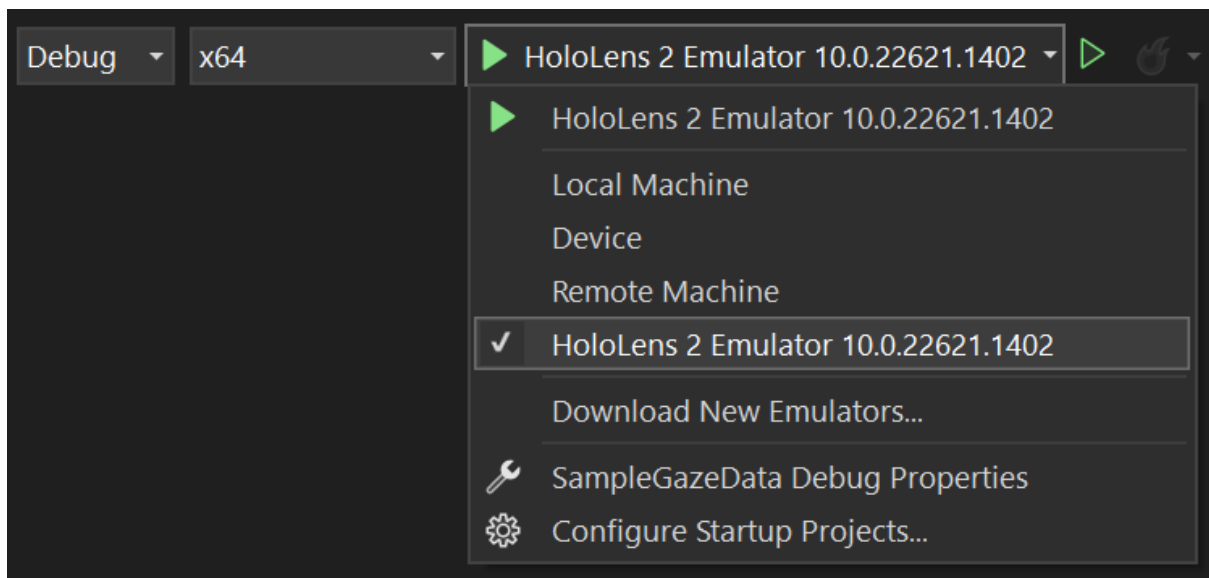 Debug x64 HoloLens 2 Emulator 10.0.22621.1402
HoloLens 2 Emulator 10.0.22621.1402
Local Machine
Device
Remote Machine
HoloLens 2 Emulator 10.0.22621.1402
Download New Emulators...
SampleGazeData Debug Properties
Configure Startup Projects...